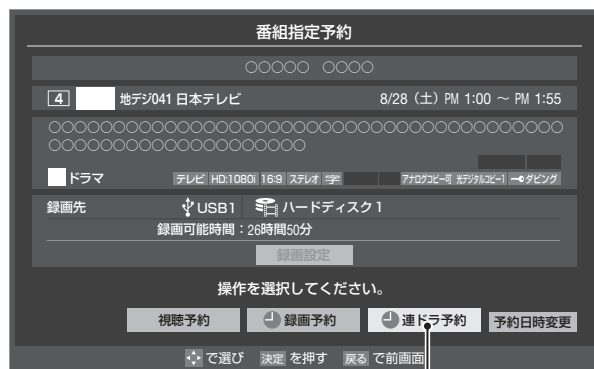 番組指定予約
○○○○○ ○○○○
4 地デジ041 日本テレビ 8/28（土）PM 1:00 ～ PM 1:55
○○○○○○○○○○○○○○○○○○○○○○○○○○○○○○○○
○○○○○○○○○○○○○○○○
ドラマ テレビ HD:1080i 16:9 ステレオ 字 アナログコピー可 光デジタルコピー1 ダビング
録画先 USB1 ハードディスク1
録画可能時間：26時間50分
録画設定
操作を選択してください。
視聴予約 録画予約 連ドラ予約 予約日時変更
で選び 決定 を押す 戻る で前画面